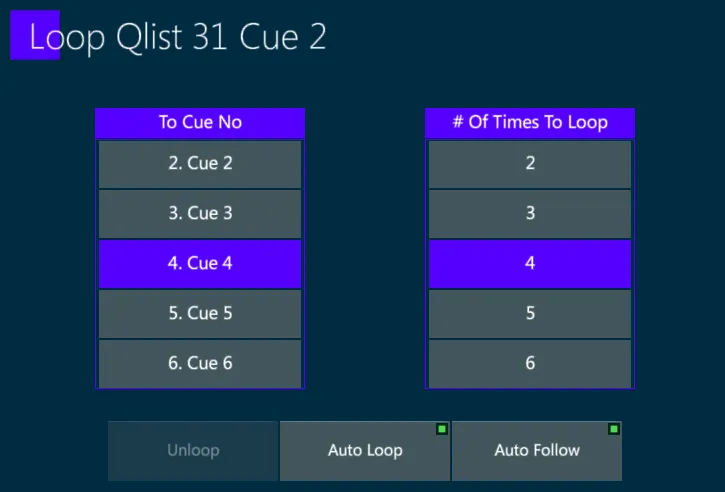 Loop Qlist 31 Cue 2
To Cue No
2. Cue 2
3. Cue 3
4. Cue 4
5. Cue 5
6. Cue 6
# Of Times To Loop
2
3
4
5
6
Unloop
Auto Loop
Auto Follow